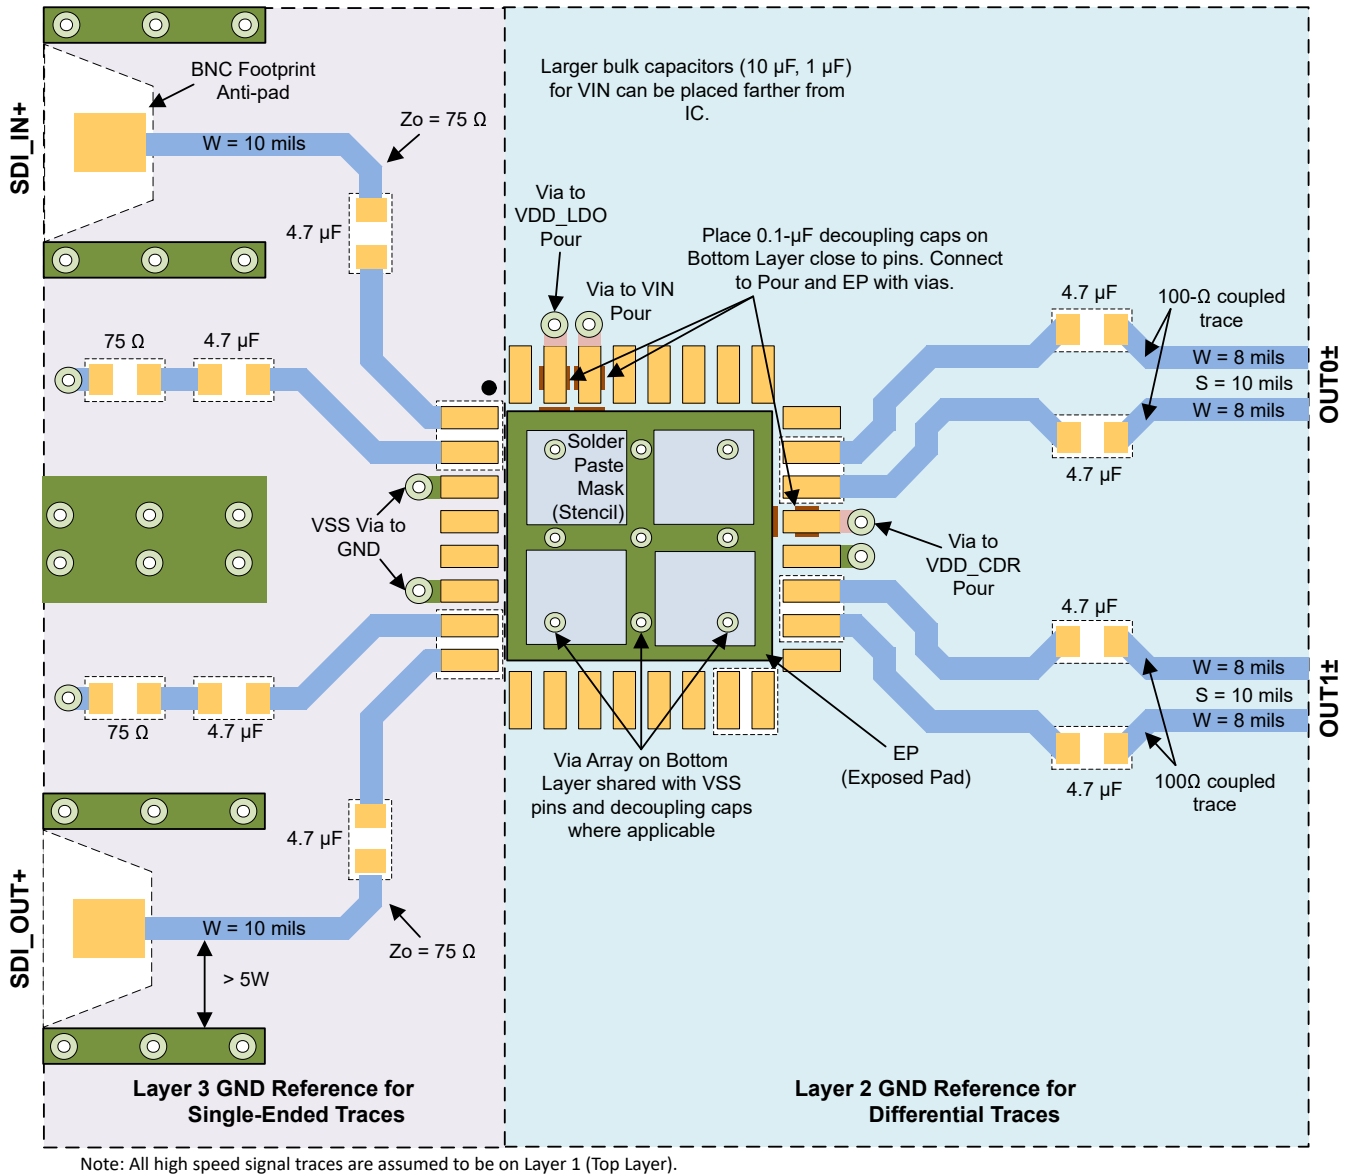 SDI_IN+
BNC Footprint
Anti-pad
Zo = 75 Ω
W = 10 mils
4.7 µF
75 Ω
4.7 µF
VSS Via to
GND
75 Ω
4.7 µF
4.7 µF
SDI_OUT+
W = 10 mils
Zo = 75 Ω
> 5W
Layer 3 GND Reference for
Single-Ended Traces
Larger bulk capacitors (10 µF, 1 µF)
for VIN can be placed farther from
IC.
Via to
VDD_LDO
Pour
Via to VIN
Pour
Place 0.1-µF decoupling caps on
Bottom Layer close to pins. Connect
to Pour and EP with vias.
Solder
Paste
Mask
(Stencil)
4.7 µF
100-Ω coupled
trace
W = 8 mils
S = 10 mils
W = 8 mils
OUT0±
4.7 µF
Via to
VDD_CDR
Pour
4.7 µF
W = 8 mils
S = 10 mils
W = 8 mils
OUT1±
4.7 µF
100Ω coupled
trace
EP
(Exposed Pad)
Via Array on Bottom
Layer shared with VSS
pins and decoupling caps
where applicable
Layer 2 GND Reference for
Differential Traces
Note: All high speed signal traces are assumed to be on Layer 1 (Top Layer).